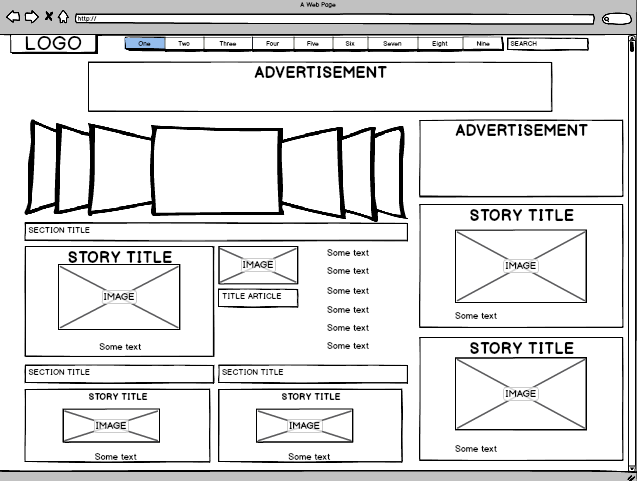 A Web Page
http://
LOGO
One Two Three Four Five Six Seven Eight Nine
SEARCH
ADVERTISEMENT
ADVERTISEMENT
SECTION TITLE
STORY TITLE
IMAGE
Some text
IMAGE
TITLE ARTICLE
Some text
Some text
Some text
Some text
Some text
Some text
STORY TITLE
IMAGE
Some text
SECTION TITLE
STORY TITLE
IMAGE
Some text
SECTION TITLE
STORY TITLE
IMAGE
Some text
STORY TITLE
IMAGE
Some text